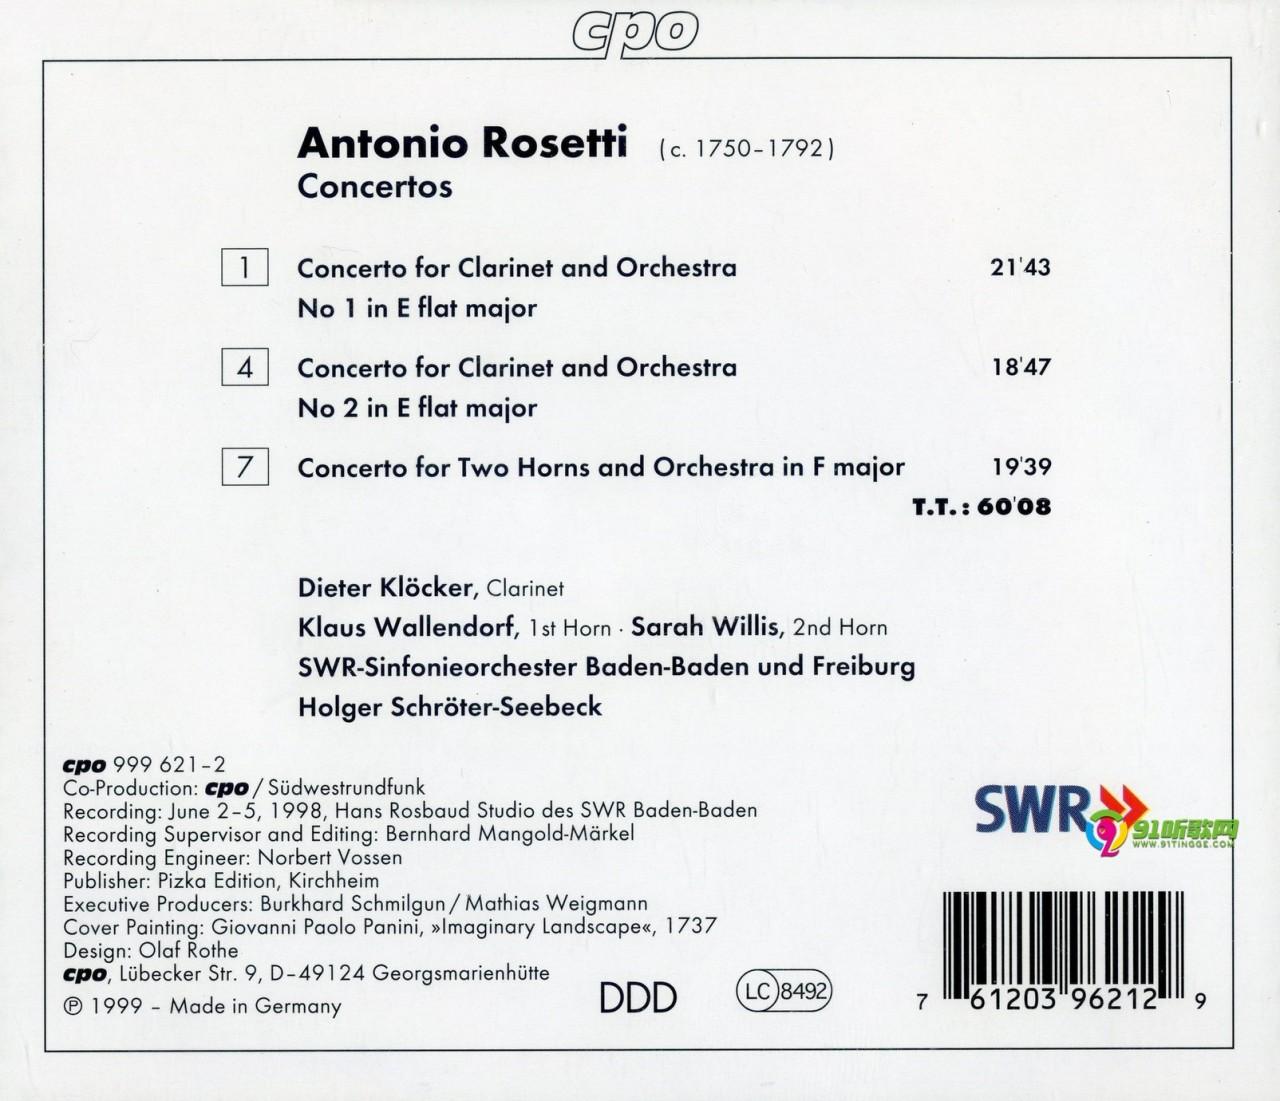 cpo
Antonio Rosetti (c. 1750–1792)
Concertos
1 Concerto for Clarinet and Orchestra 21'43
No 1 in E flat major
4 Concerto for Clarinet and Orchestra 18'47
No 2 in E flat major
7 Concerto for Two Horns and Orchestra in F major 19'39
T.T.: 60'08
Dieter Klöcker, Clarinet
Klaus Wallendorf, 1st Horn · Sarah Willis, 2nd Horn
SWR-Sinfonieorchester Baden-Baden und Freiburg
Holger Schröter-Seebeck
cpo 999 621–2
Co-Production: cpo / Südwestrundfunk
Recording: June 2–5, 1998, Hans Rosbaud Studio des SWR Baden-Baden
Recording Supervisor and Editing: Bernhard Mangold-Märkel
Recording Engineer: Norbert Vossen
Publisher: Pizka Edition, Kirchheim
Executive Producers: Burkhard Schmilgun / Mathias Weigmann
Cover Painting: Giovanni Paolo Panini, »Imaginary Landscape«, 1737
Design: Olaf Rothe
cpo, Lübecker Str. 9, D–49124 Georgsmarienhütte
℗ 1999 – Made in Germany
DDD
LC 8492
SWR
91听歌网
WWW.91TINGGE.COM
7 61203 96212 9